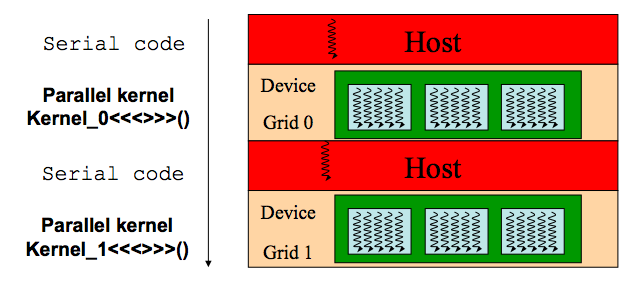 Serial code
Host
Parallel kernel
Kernel_0<<<>>>()
Device
Grid 0
Serial code
Host
Parallel kernel
Kernel_1<<<>>>()
Device
Grid 1